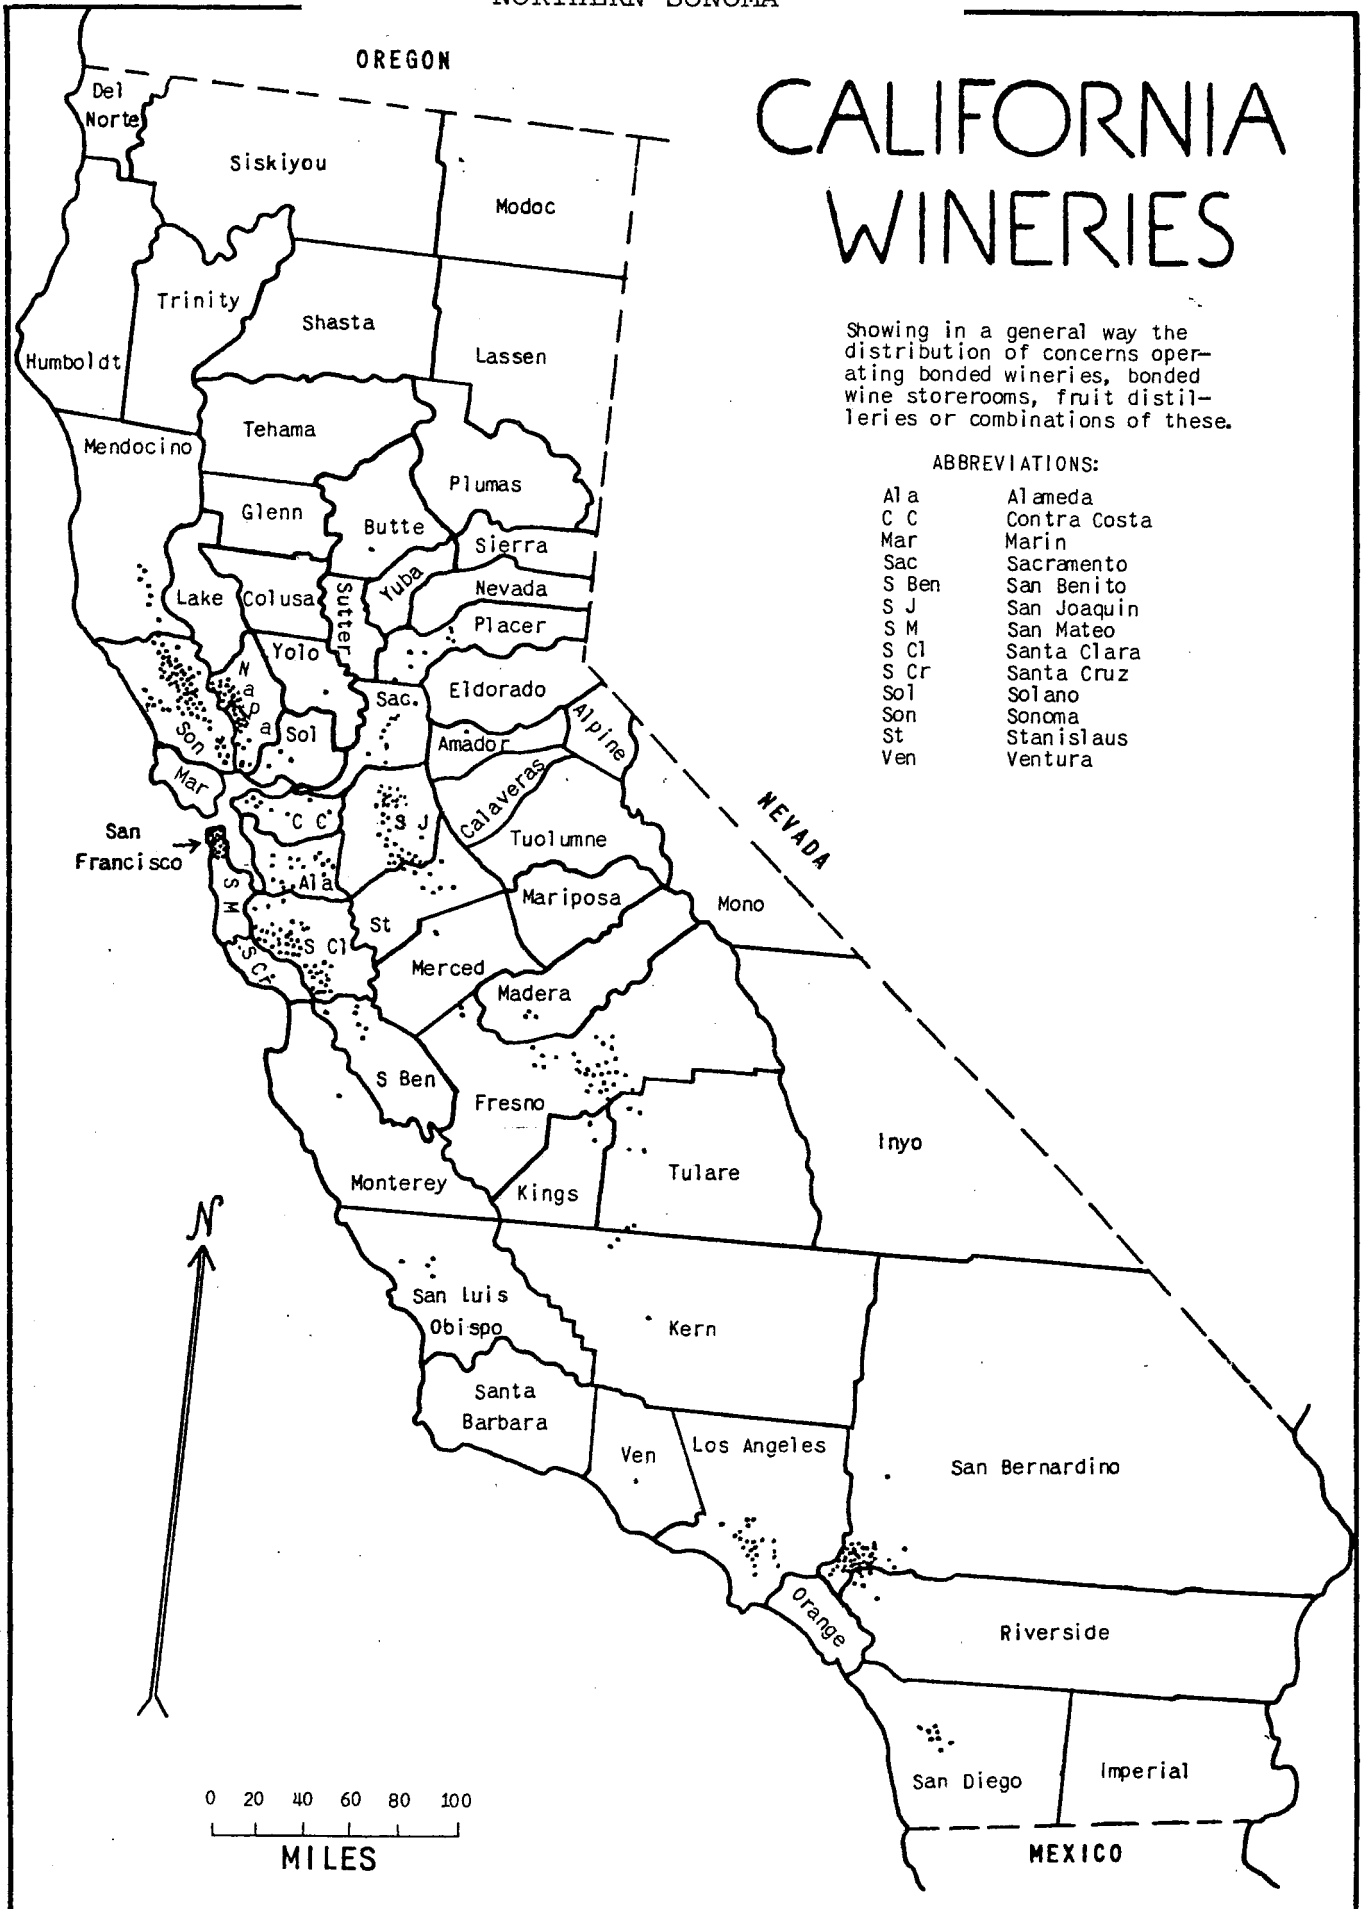 NORTHERN SONOMA
OREGON
CALIFORNIA
WINERIES
Showing in a general way the
distribution of concerns oper-
ating bonded wineries, bonded
wine storerooms, fruit distil-
leries or combinations of these.
ABBREVIATIONS:
Ala Alameda
C C Contra Costa
Mar Marin
Sac Sacramento
S Ben San Benito
S J San Joaquin
S M San Mateo
S Cl Santa Clara
S Cr Santa Cruz
Sol Solano
Son Sonoma
St Stanislaus
Ven Ventura
Del
Norte
Siskiyou
Modoc
Trinity
Shasta
Humboldt
Lassen
Tehama
Mendocino
Plumas
Glenn
Butte
Sierra
Lake
Colusa
Sutter
Yuba
Nevada
Placer
Yolo
Napa
Eldorado
Sac.
Son
Sol
Amador
Alpine
Mar
Calaveras
NEVADA
C C
S J
San
Francisco
Tuolumne
Ala
S M
Mariposa
Mono
St
S Cl
S Cr
Merced
Madera
S Ben
Fresno
Inyo
Monterey
Kings
Tulare
N
San Luis
Obispo
Kern
Santa
Barbara
Ven
Los Angeles
San Bernardino
Orange
Riverside
San Diego
Imperial
0 20 40 60 80 100
MILES
MEXICO